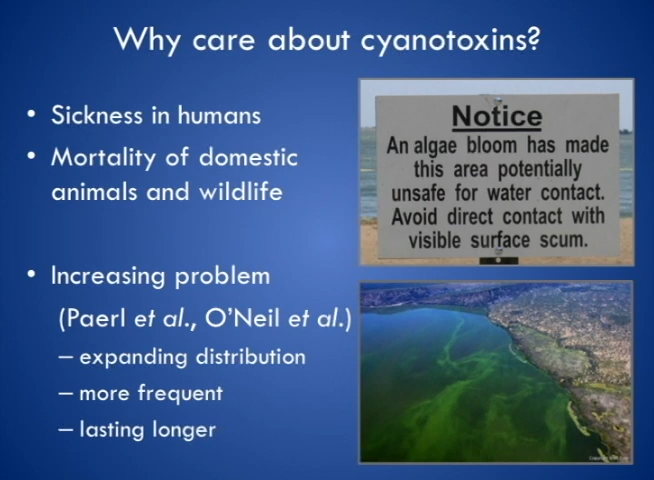 Why care about cyanotoxins?
• Sickness in humans
• Mortality of domestic
animals and wildlife
• Increasing problem
(Paerl et al., O'Neil et al.)
– expanding distribution
– more frequent
– lasting longer
Notice
An algae bloom has made
this area potentially
unsafe for water contact.
Avoid direct contact with
visible surface scum.